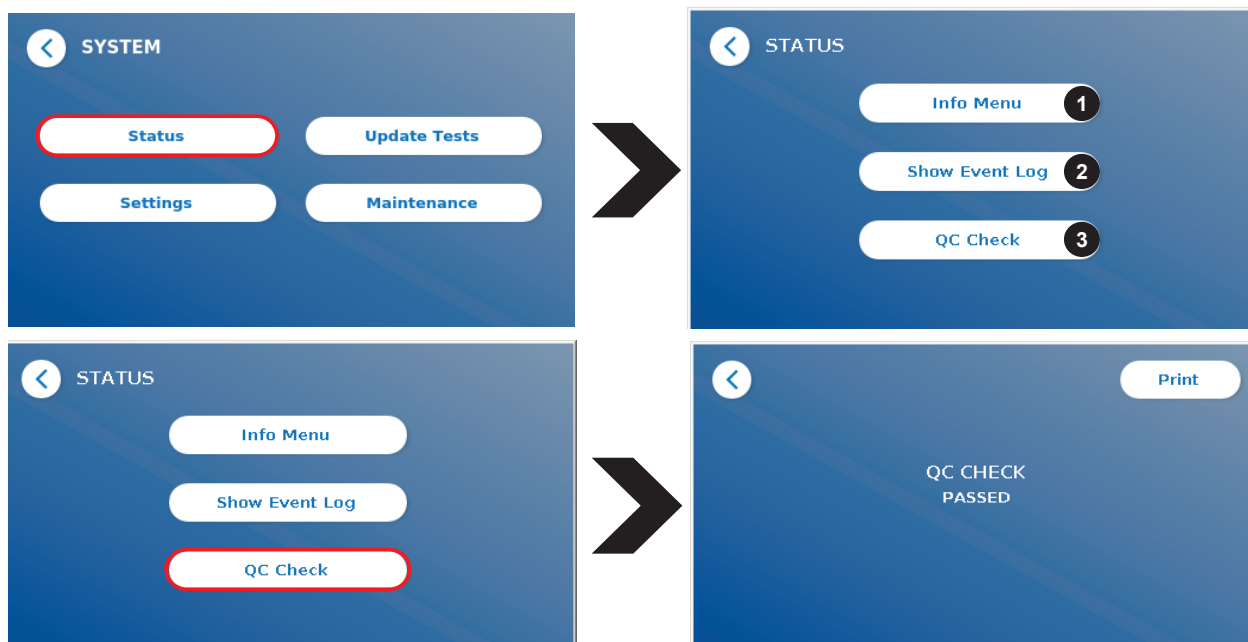 SYSTEM
Status
Update Tests
Settings
Maintenance
STATUS
Info Menu 1
Show Event Log 2
QC Check 3
STATUS
Info Menu
Show Event Log
QC Check
Print
QC CHECK
PASSED